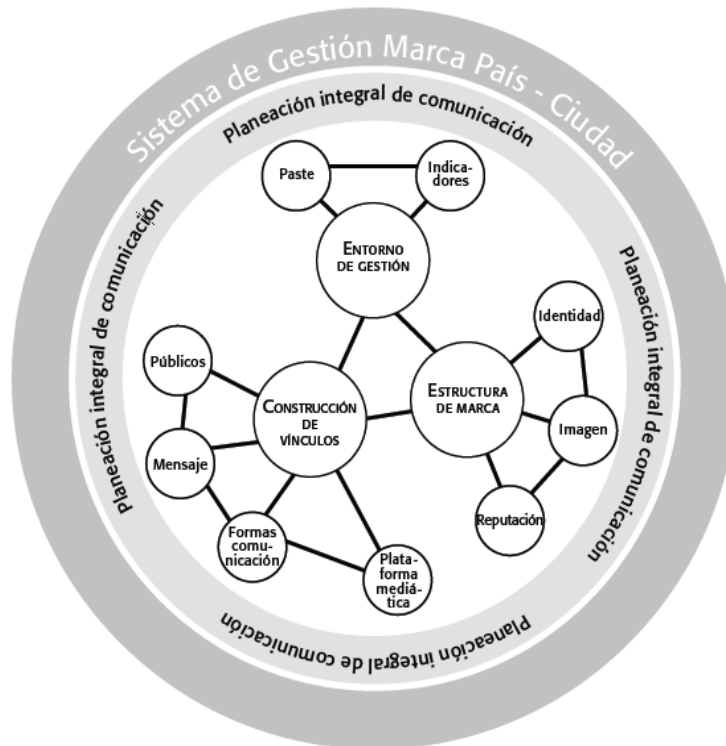 Sistema de Gestión Marca País - Ciudad
Planeación integral de comunicación
Planeación integral de comunicación
Planeación integral de comunicación
Planeación integral de comunicación
Paste
Indica-
dores
ENTORNO
DE GESTIÓN
Identidad
Públicos
ESTRUCTURA
DE MARCA
CONSTRUCCIÓN
DE
VÍNCULOS
Imagen
Mensaje
Reputación
Formas
comu-
nicación
Plata-
forma
mediá-
tica